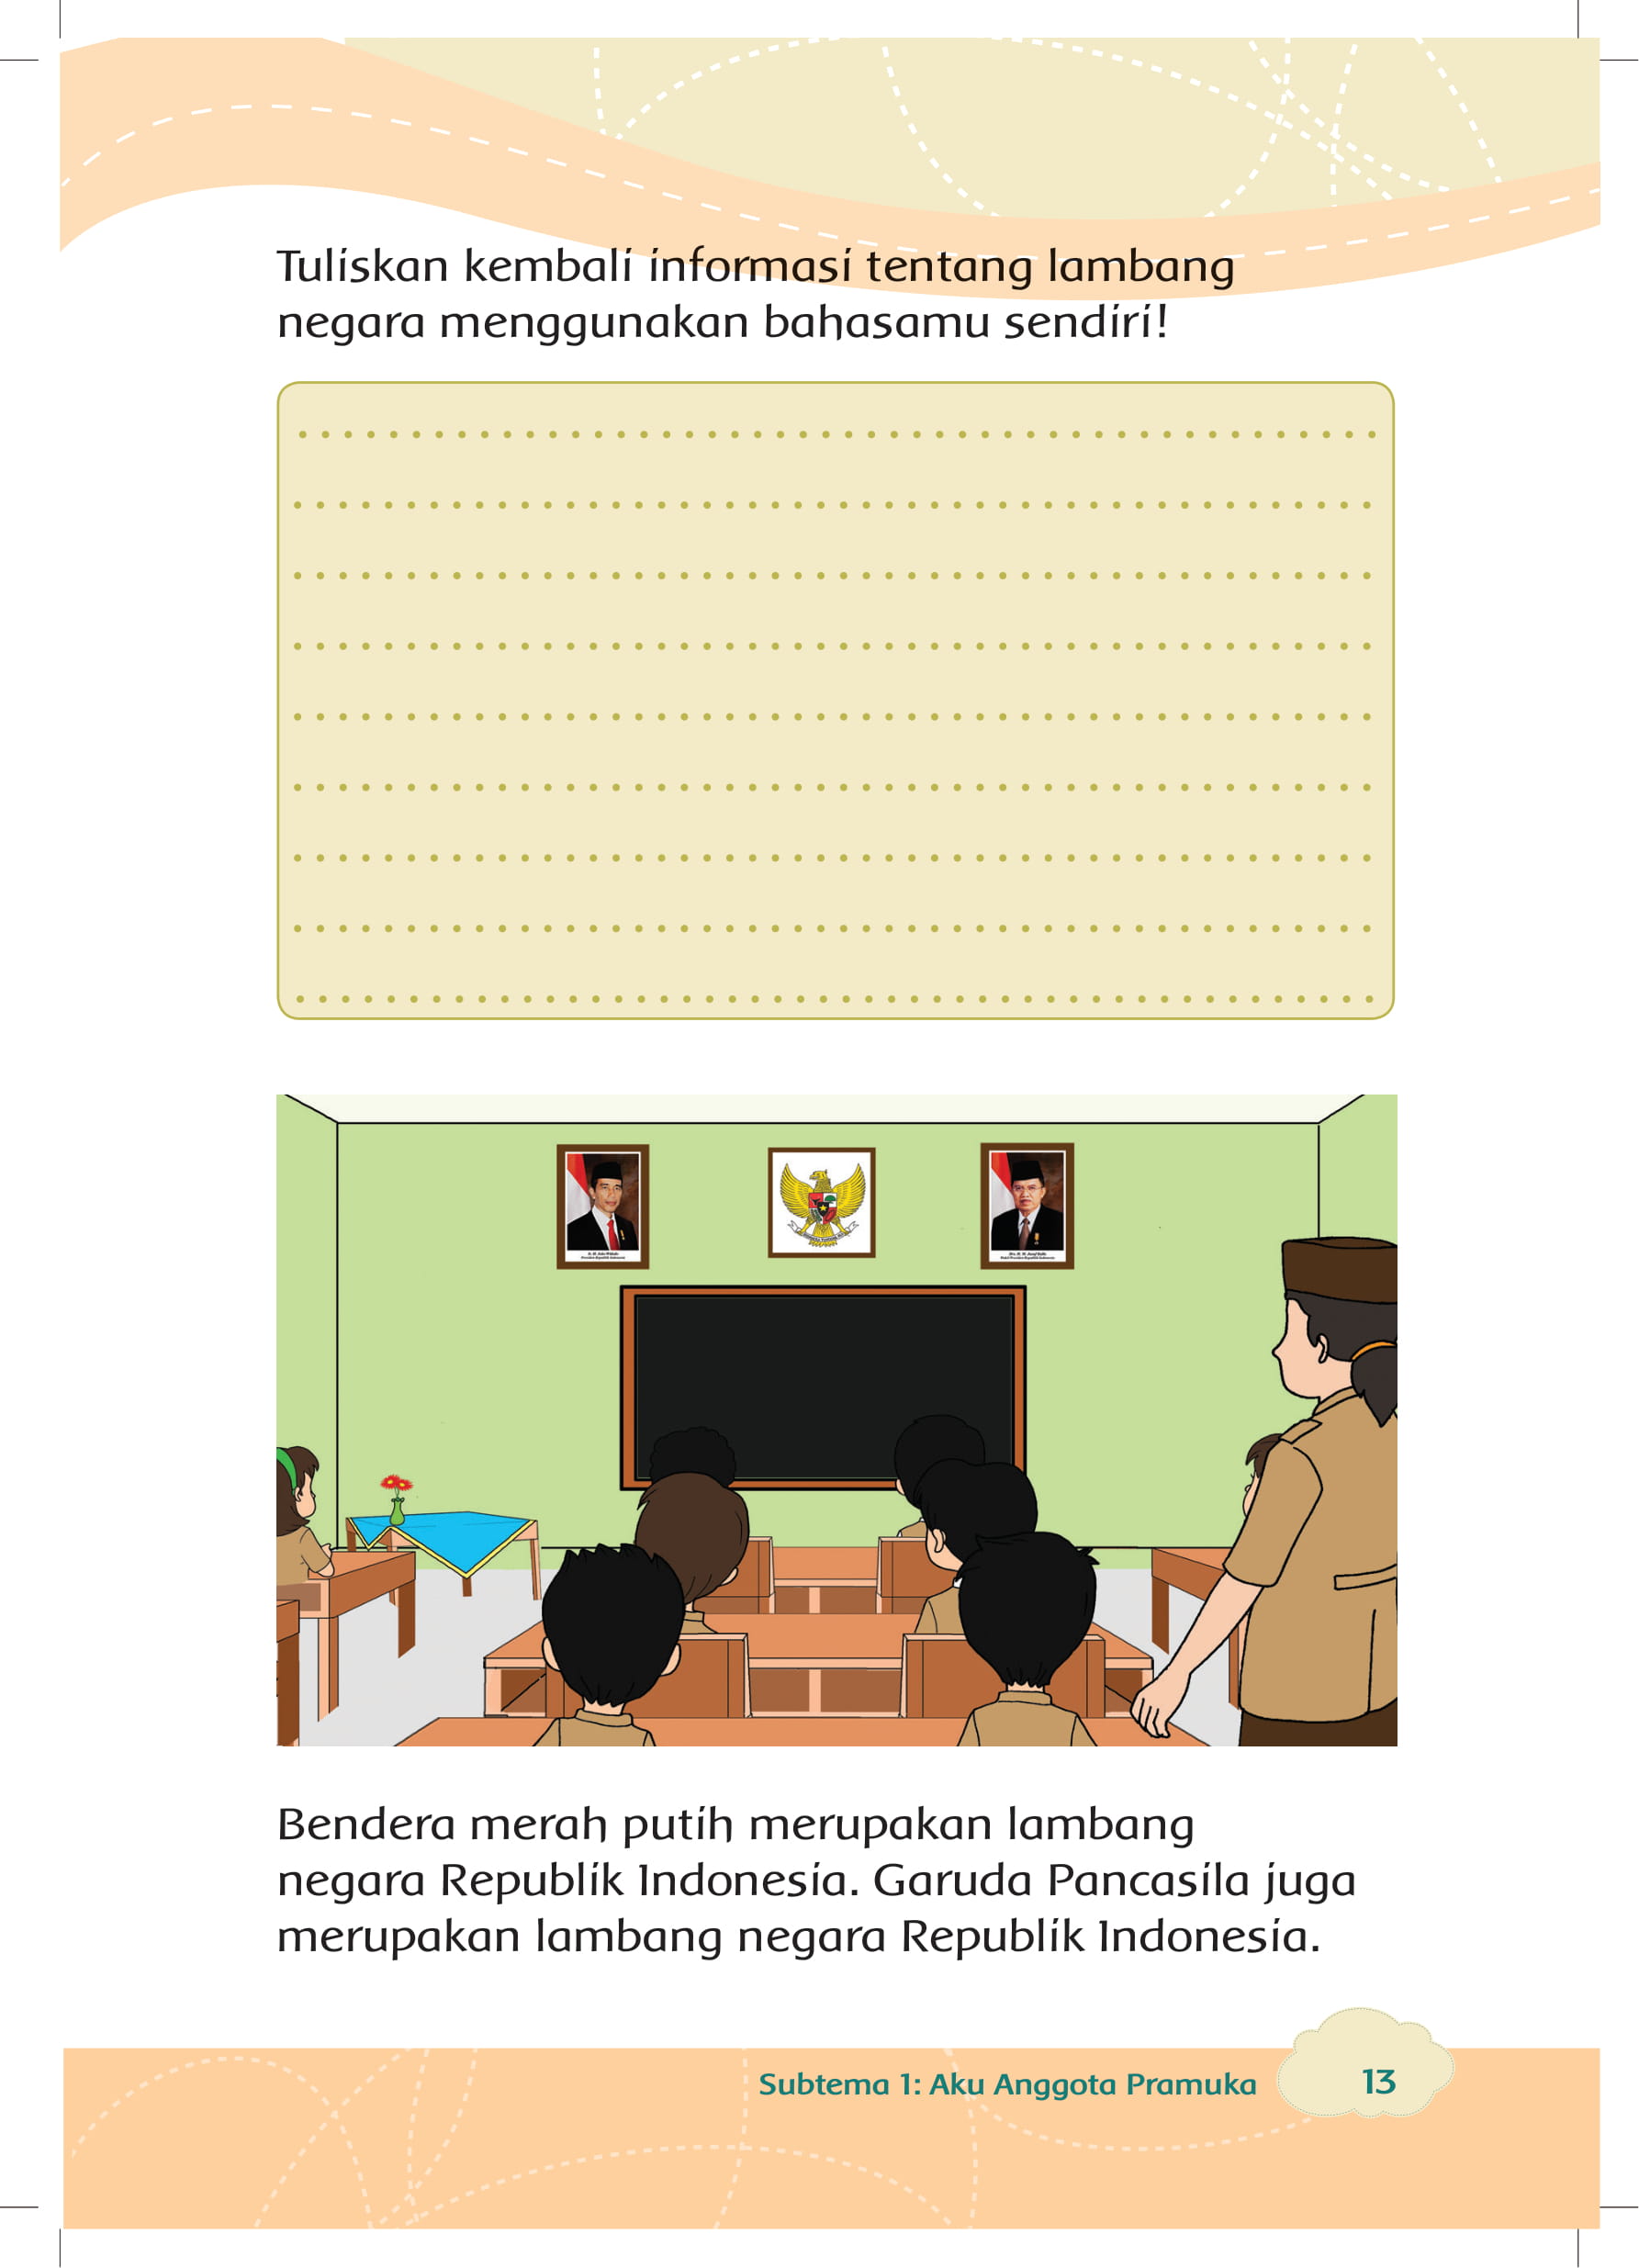 Tuliskan kembali informasi tentang lambang
negara menggunakan bahasamu sendiri!
Bendera merah putih merupakan lambang
negara Republik Indonesia. Garuda Pancasila juga
merupakan lambang negara Republik Indonesia.
Subtema 1: Aku Anggota Pramuka
13